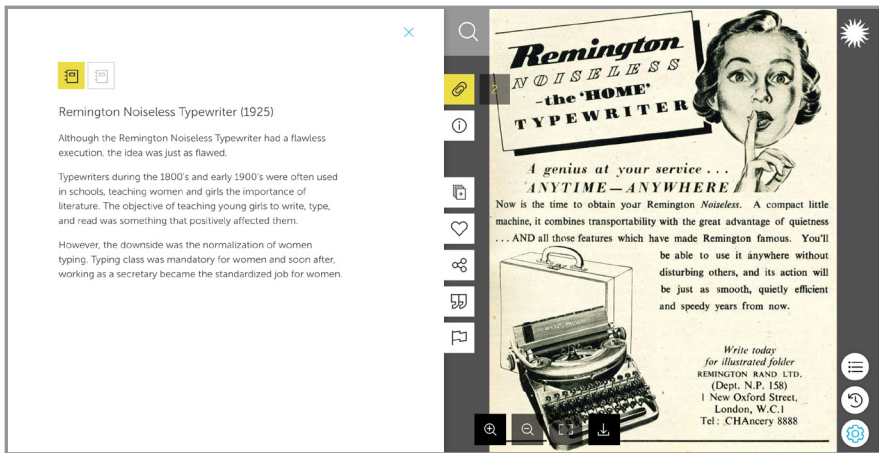 Remington Noiseless Typewriter (1925)
Although the Remington Noiseless Typewriter had a flawless
execution, the idea was just as flawed.
Typewriters during the 1800's and early 1900's were often used
in schools, teaching women and girls the importance of
literature. The objective of teaching young girls to write, type,
and read was something that positively affected them.
However, the downside was the normalization of women
typing. Typing class was mandatory for women and soon after,
working as a secretary became the standardized job for women.
2
Remington
NOISELESS
-the 'HOME'
TYPEWRITER
A genius at your service ...
ANYTIME—ANYWHERE
Now is the time to obtain your Remington Noiseless. A compact little
machine, it combines transportability with the great advantage of quietness
... AND all those features which have made Remington famous. You'll
be able to use it anywhere without
disturbing others, and its action will
be just as smooth, quietly efficient
and speedy years from now.
Write today
for illustrated folder
REMINGTON RAND LTD.
(Dept. N.P. 158)
1 New Oxford Street,
London, W.C.1
Tel: CHAncery 8888